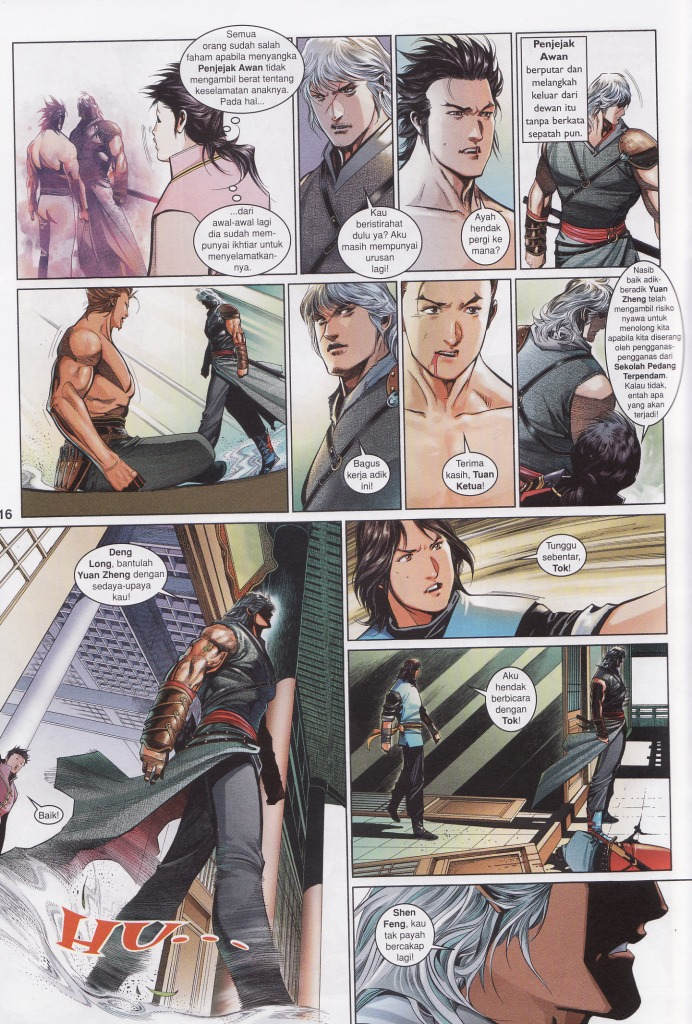 Semua
orang sudah salah
faham apabila menyangka
Penjejak Awan tidak
mengambil berat tentang
keselamatan anaknya.
Pada hal...
...dari
awal-awal lagi
dia sudah mem-
punyai ikhtiar untuk
menyelamatkan-
nya.
Kau
beristirahat
dulu ya? Aku
masih mempunyai
urusan
lagi!
Ayah
hendak
pergi ke
mana?
Penjejak
Awan
berputar dan
melangkah
keluar dari
dewan itu
tanpa berkata
sepatah pun.
Bagus
kerja adik
ini!
Terima
kasih, Tuan
Ketua!
Nasib
baik adik-
beradik Yuan
Zheng telah
mengambil risiko
nyawa untuk
menolong kita
apabila kita diserang
oleh pengganas-
pengganas dari
Sekolah Pedang
Terpendam.
Kalau tidak,
entah apa
yang akan
terjadi!
16
Deng
Long, bantulah
Yuan Zheng dengan
sedaya-upaya
kau!
Baik!
HU...
Tunggu
sebentar,
Tok!
Aku
hendak
berbicara
dengan
Tok!
Shen
Feng, kau
tak payah
bercakap
lagi!